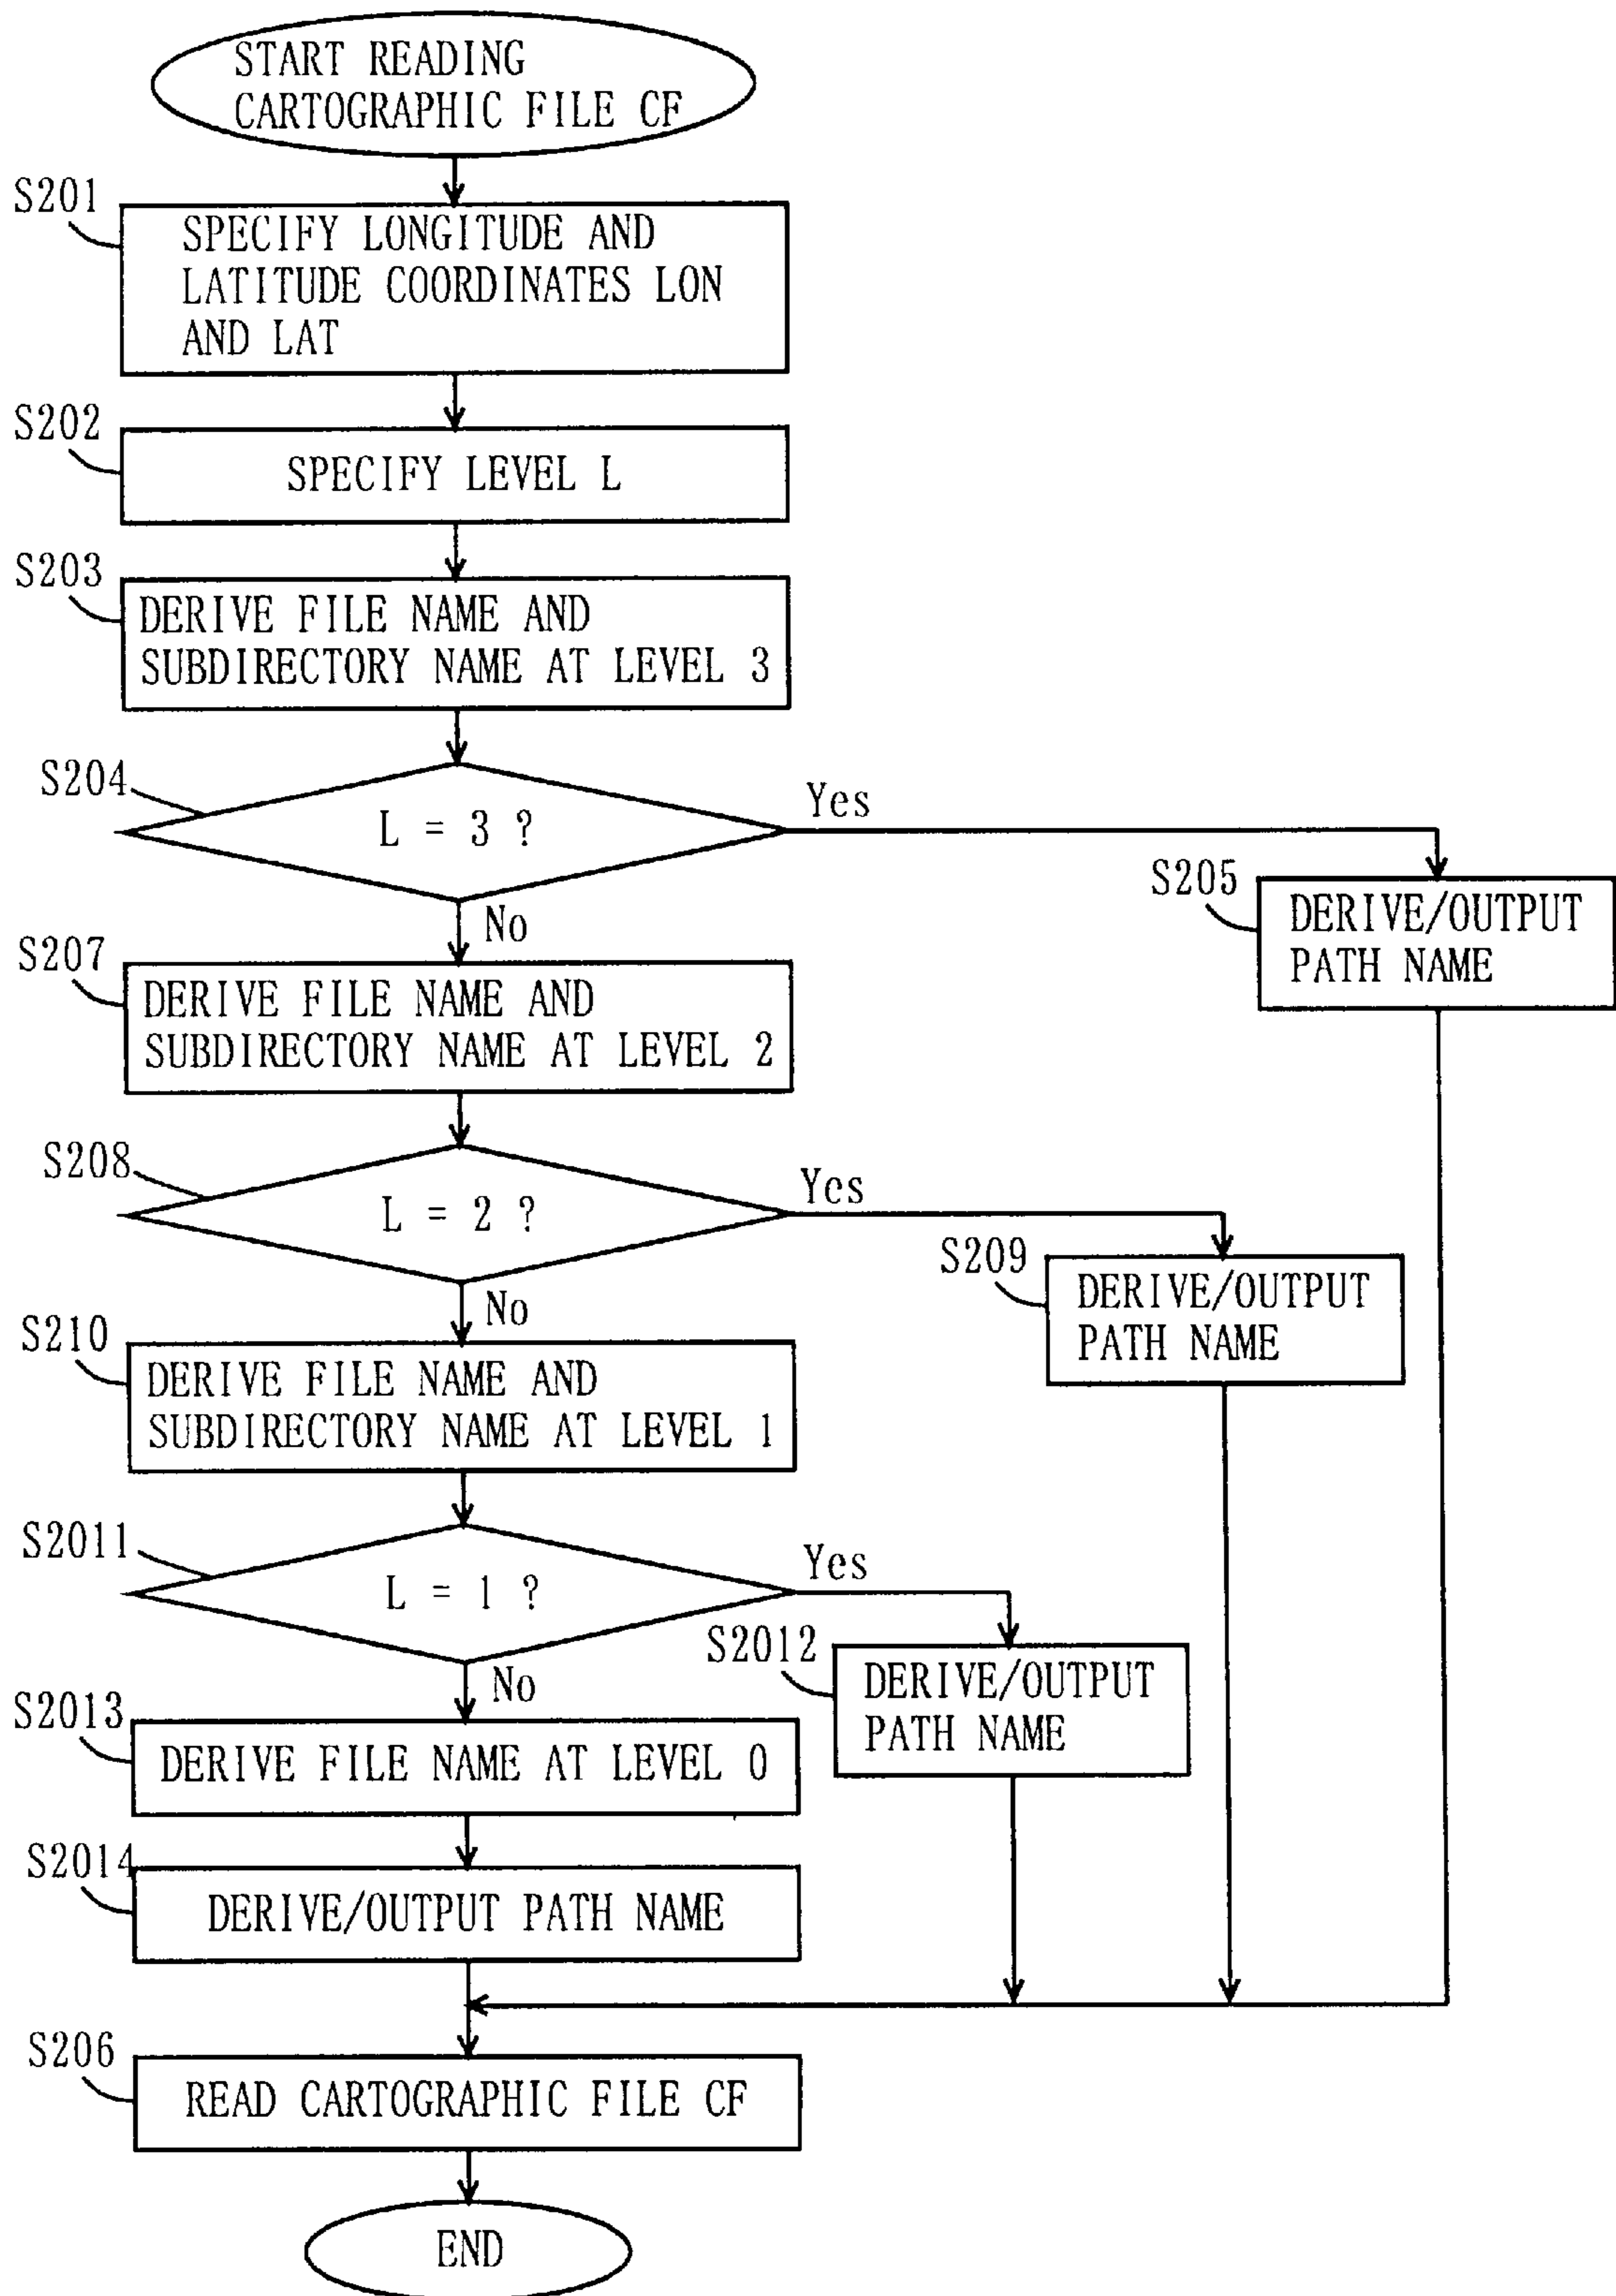 START READING
CARTOGRAPHIC FILE CF
S201
SPECIFY LONGITUDE AND
LATITUDE COORDINATES LON
AND LAT
S202
SPECIFY LEVEL L
S203
DERIVE FILE NAME AND
SUBDIRECTORY NAME AT LEVEL 3
S204
L = 3 ?
Yes
No
S205
DERIVE/OUTPUT
PATH NAME
S207
DERIVE FILE NAME AND
SUBDIRECTORY NAME AT LEVEL 2
S208
L = 2 ?
Yes
No
S209
DERIVE/OUTPUT
PATH NAME
S210
DERIVE FILE NAME AND
SUBDIRECTORY NAME AT LEVEL 1
S2011
L = 1 ?
Yes
No
S2012
DERIVE/OUTPUT
PATH NAME
S2013
DERIVE FILE NAME AT LEVEL 0
S2014
DERIVE/OUTPUT PATH NAME
S206
READ CARTOGRAPHIC FILE CF
END